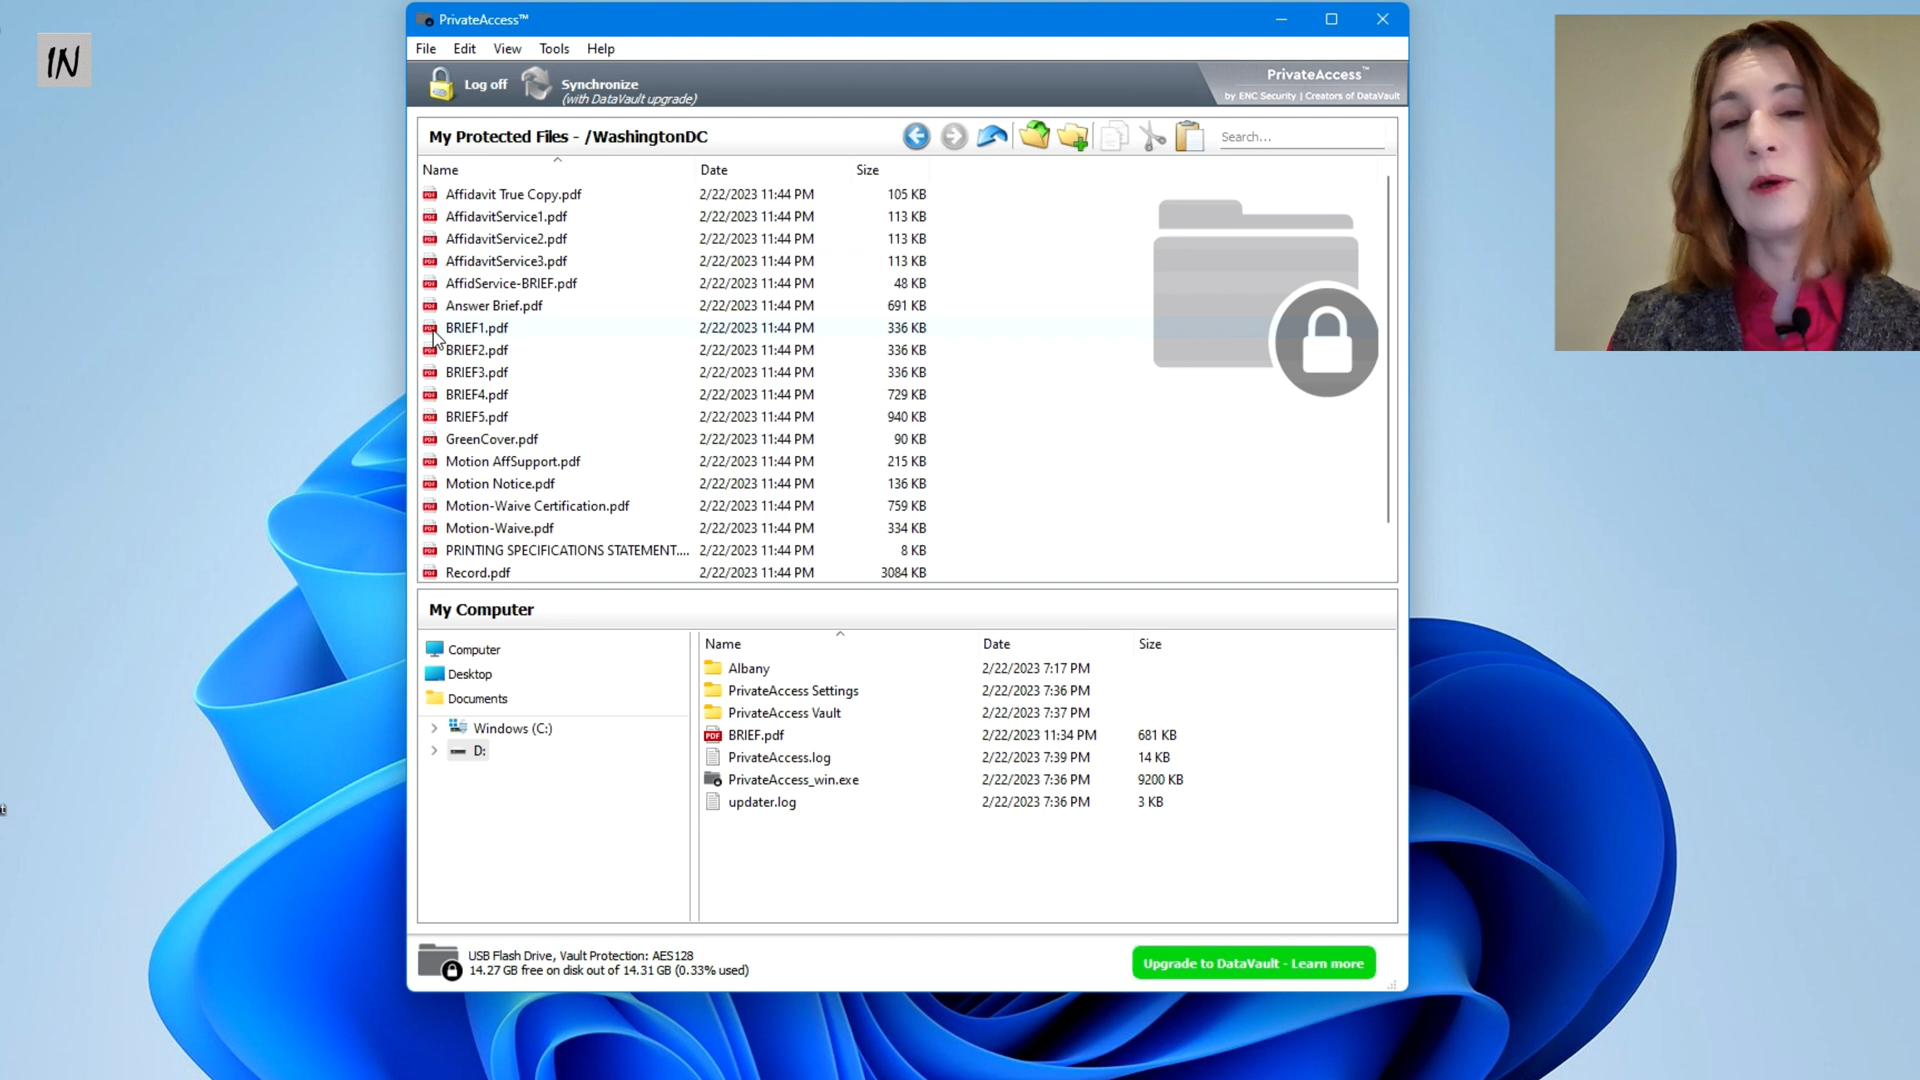 IN
PrivateAccess™
File Edit View Tools Help
Log off
Synchronize
(with DataVault upgrade)
PrivateAccess™
by ENC Security | Creators of DataVault
My Protected Files - /WashingtonDC
Search...
Name Date Size
Affidavit True Copy.pdf 2/22/2023 11:44 PM 105 KB
AffidavitService1.pdf 2/22/2023 11:44 PM 113 KB
AffidavitService2.pdf 2/22/2023 11:44 PM 113 KB
AffidavitService3.pdf 2/22/2023 11:44 PM 113 KB
AffidService-BRIEF.pdf 2/22/2023 11:44 PM 48 KB
Answer Brief.pdf 2/22/2023 11:44 PM 691 KB
BRIEF1.pdf 2/22/2023 11:44 PM 336 KB
BRIEF2.pdf 2/22/2023 11:44 PM 336 KB
BRIEF3.pdf 2/22/2023 11:44 PM 336 KB
BRIEF4.pdf 2/22/2023 11:44 PM 729 KB
BRIEF5.pdf 2/22/2023 11:44 PM 940 KB
GreenCover.pdf 2/22/2023 11:44 PM 90 KB
Motion AffSupport.pdf 2/22/2023 11:44 PM 215 KB
Motion Notice.pdf 2/22/2023 11:44 PM 136 KB
Motion-Waive Certification.pdf 2/22/2023 11:44 PM 759 KB
Motion-Waive.pdf 2/22/2023 11:44 PM 334 KB
PRINTING SPECIFICATIONS STATEMENT.... 2/22/2023 11:44 PM 8 KB
Record.pdf 2/22/2023 11:44 PM 3084 KB
My Computer
Computer
Desktop
Documents
Windows (C:)
D:
Name Date Size
Albany 2/22/2023 7:17 PM
PrivateAccess Settings 2/22/2023 7:36 PM
PrivateAccess Vault 2/22/2023 7:37 PM
BRIEF.pdf 2/22/2023 11:34 PM 681 KB
PrivateAccess.log 2/22/2023 7:39 PM 14 KB
PrivateAccess_win.exe 2/22/2023 7:36 PM 9200 KB
updater.log 2/22/2023 7:36 PM 3 KB
USB Flash Drive, Vault Protection: AES128
14.27 GB free on disk out of 14.31 GB (0.33% used)
Upgrade to DataVault - Learn more